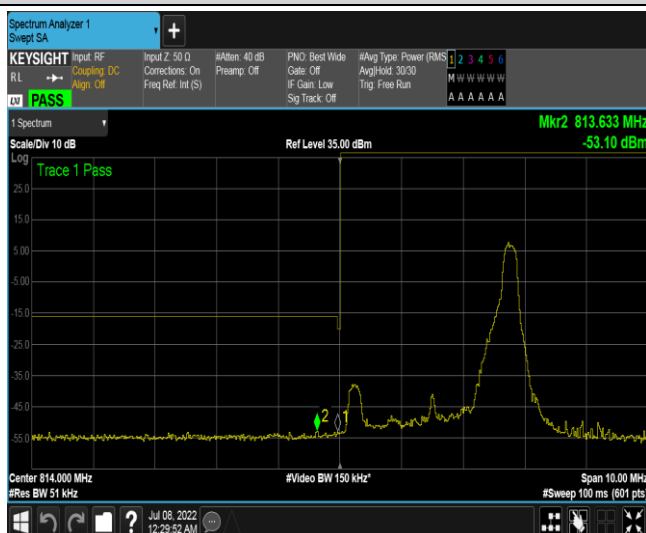 Spectrum Analyzer 1
Swept SA
+
KEYSIGHT
RL
LXI PASS
Input: RF
Coupling: DC
Align: Off
Input Z: 50 Ω
Corrections: On
Freq Ref: Int (S)
#Atten: 40 dB
Preamp: Off
PNO: Best Wide
Gate: Off
IF Gain: Low
Sig Track: Off
#Avg Type: Power (RMS
Avg|Hold: 30/30
Trig: Free Run
1 2 3 4 5 6
M W W W W W
A A A A A A
1 Spectrum
Scale/Div 10 dB
Ref Level 35.00 dBm
Mkr2 813.633 MHz
-53.10 dBm
Log
Trace 1 Pass
25.0
15.0
5.00
-5.00
-15.0
-25.0
-35.0
-45.0
-55.0
2
1
Center 814.000 MHz
#Res BW 51 kHz
#Video BW 150 kHz*
Span 10.00 MHz
#Sweep 100 ms (601 pts)
?
Jul 08, 2022
12:29:52 AM